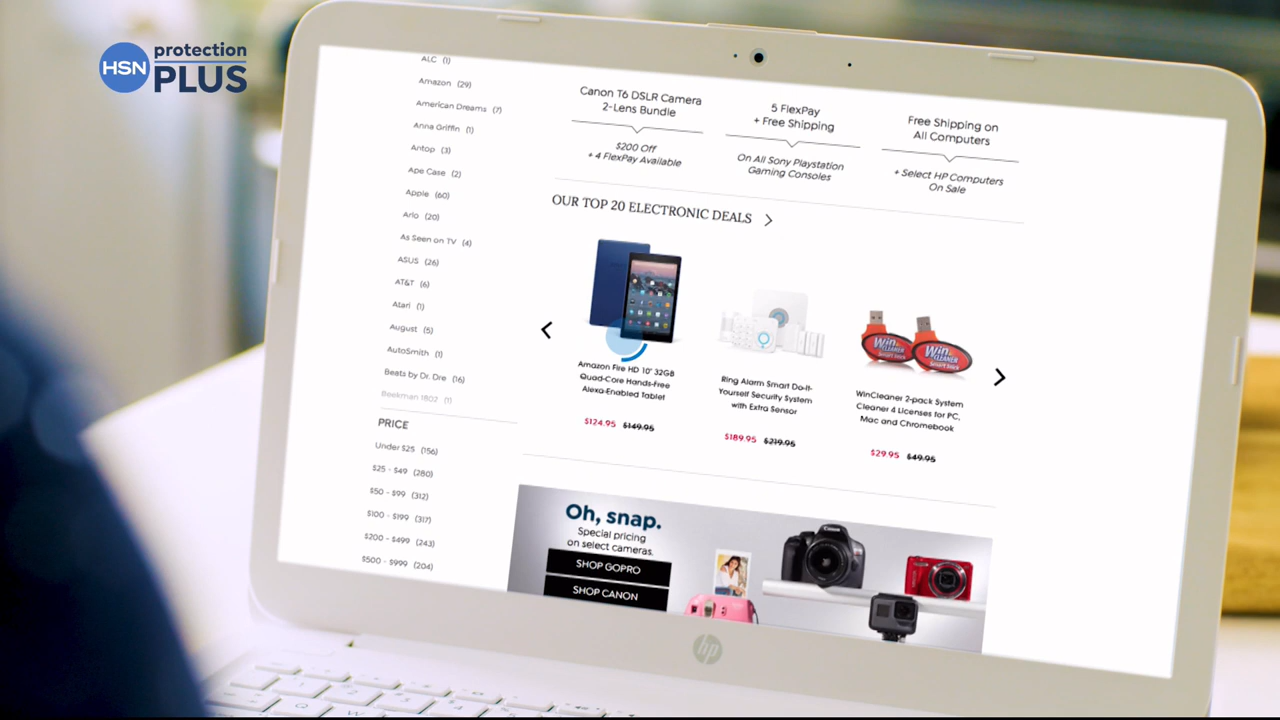 HSN
protection
PLUS
ALC (1)
Amazon (29)
American Dreams (7)
Anna Griffin (1)
Antop (3)
Ape Case (2)
Apple (60)
Arlo (20)
As Seen on TV (4)
ASUS (26)
AT&T (6)
Atari (1)
August (5)
AutoSmith (1)
Beats by Dr. Dre (16)
Beekman 1802 (1)
PRICE
Under $25 (156)
$25 - $49 (280)
$50 - $99 (312)
$100 - $199 (317)
$200 - $499 (243)
$500 - $999 (204)
Canon T6 DSLR Camera
2-Lens Bundle
$200 Off
+ 4 FlexPay Available
5 FlexPay
+ Free Shipping
On All Sony Playstation
Gaming Consoles
Free Shipping on
All Computers
+ Select HP Computers
On Sale
OUR TOP 20 ELECTRONIC DEALS
Amazon Fire HD 10" 32GB
Quad-Core Hands-Free
Alexa-Enabled Tablet
$124.95 $149.95
Ring Alarm Smart Do-It-
Yourself Security System
with Extra Sensor
$189.95 $219.95
Win
CLEANER
Win
CLEANER
WinCleaner 2-pack System
Cleaner 4 Licenses for PC,
Mac and Chromebook
$29.95 $49.95
Oh, snap.
Special pricing
on select cameras.
SHOP GOPRO
SHOP CANON
Canon
hp